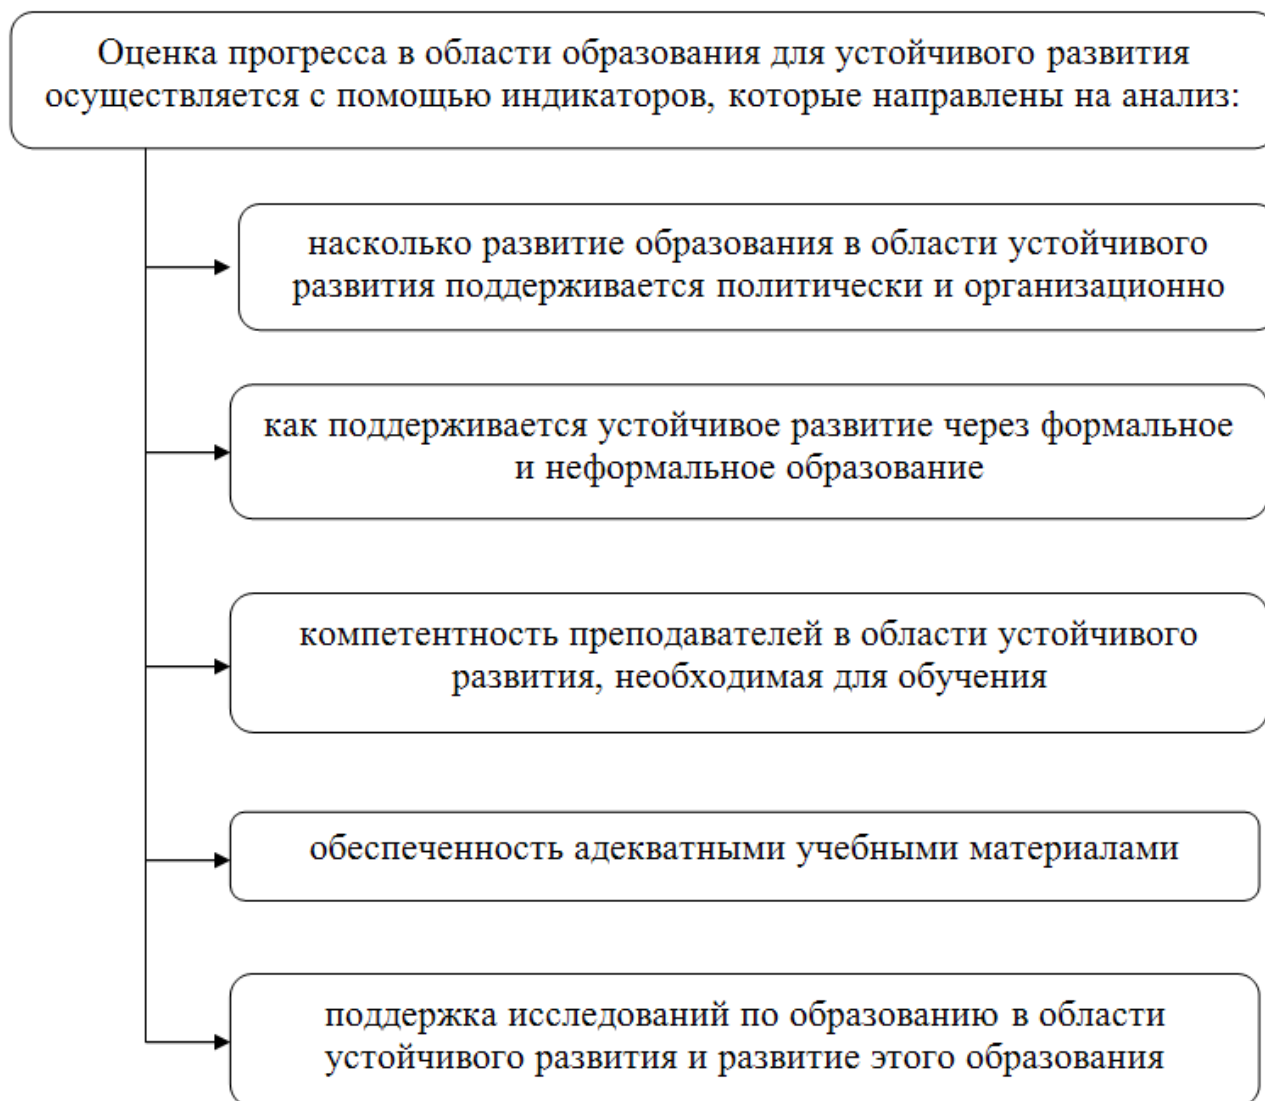 Оценка прогресса в области образования для устойчивого развития
осуществляется с помощью индикаторов, которые направлены на анализ:
насколько развитие образования в области устойчивого
развития поддерживается политически и организационно
как поддерживается устойчивое развитие через формальное
и неформальное образование
компетентность преподавателей в области устойчивого
развития, необходимая для обучения
обеспеченность адекватными учебными материалами
поддержка исследований по образованию в области
устойчивого развития и развитие этого образования